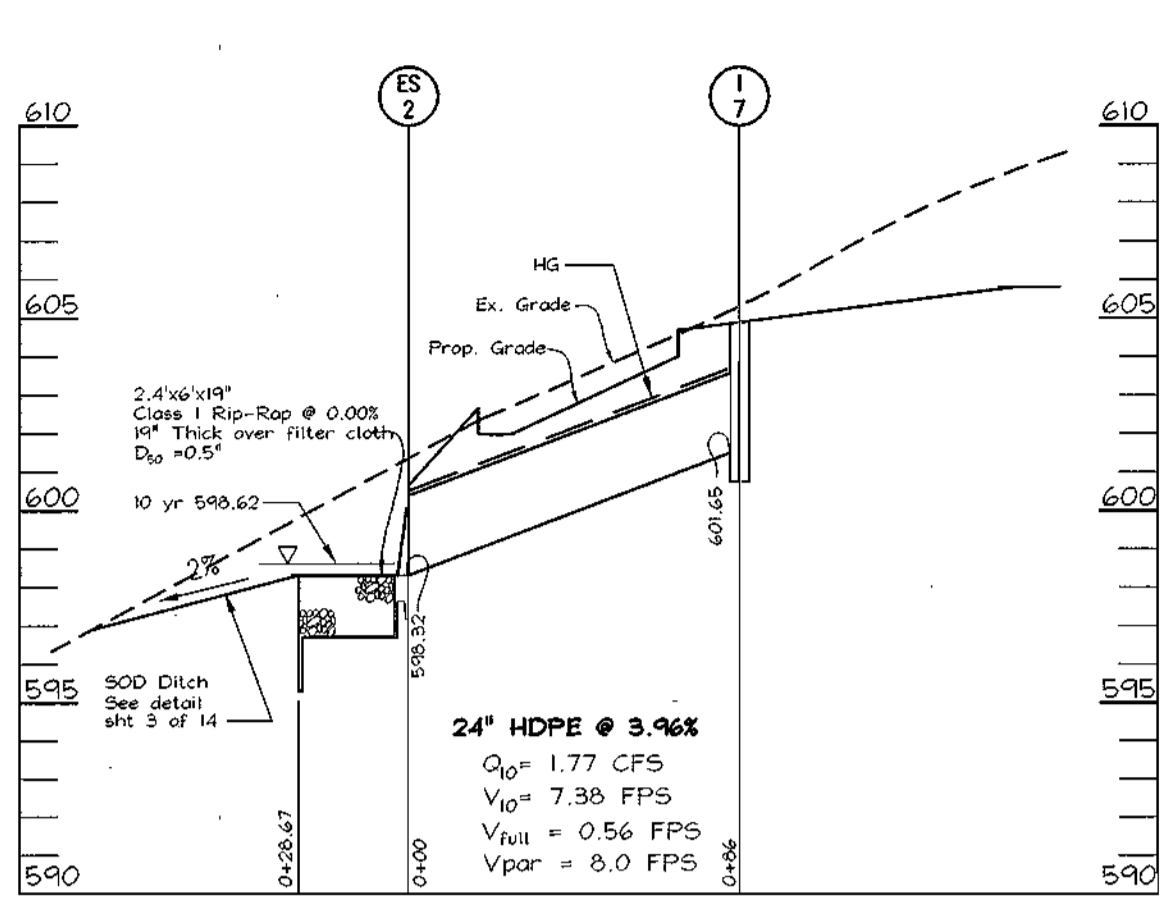 ES
2
I
7
610
610
HG
605
Ex. Grade
605
Prop. Grade
2.4'x6'x19"
Class I Rip-Rap @ 0.00%
19" Thick over filter cloth
D50 =0.5"
10 yr 598.62
600
600
601.65
2%
598.32
595
SOD Ditch
See detail
sht 3 of 14
595
24" HDPE @ 3.96%
Q10= 1.77 CFS
V10= 7.38 FPS
Vfull = 0.56 FPS
Vpar = 8.0 FPS
0+28.67
0+00
0+86
590
590